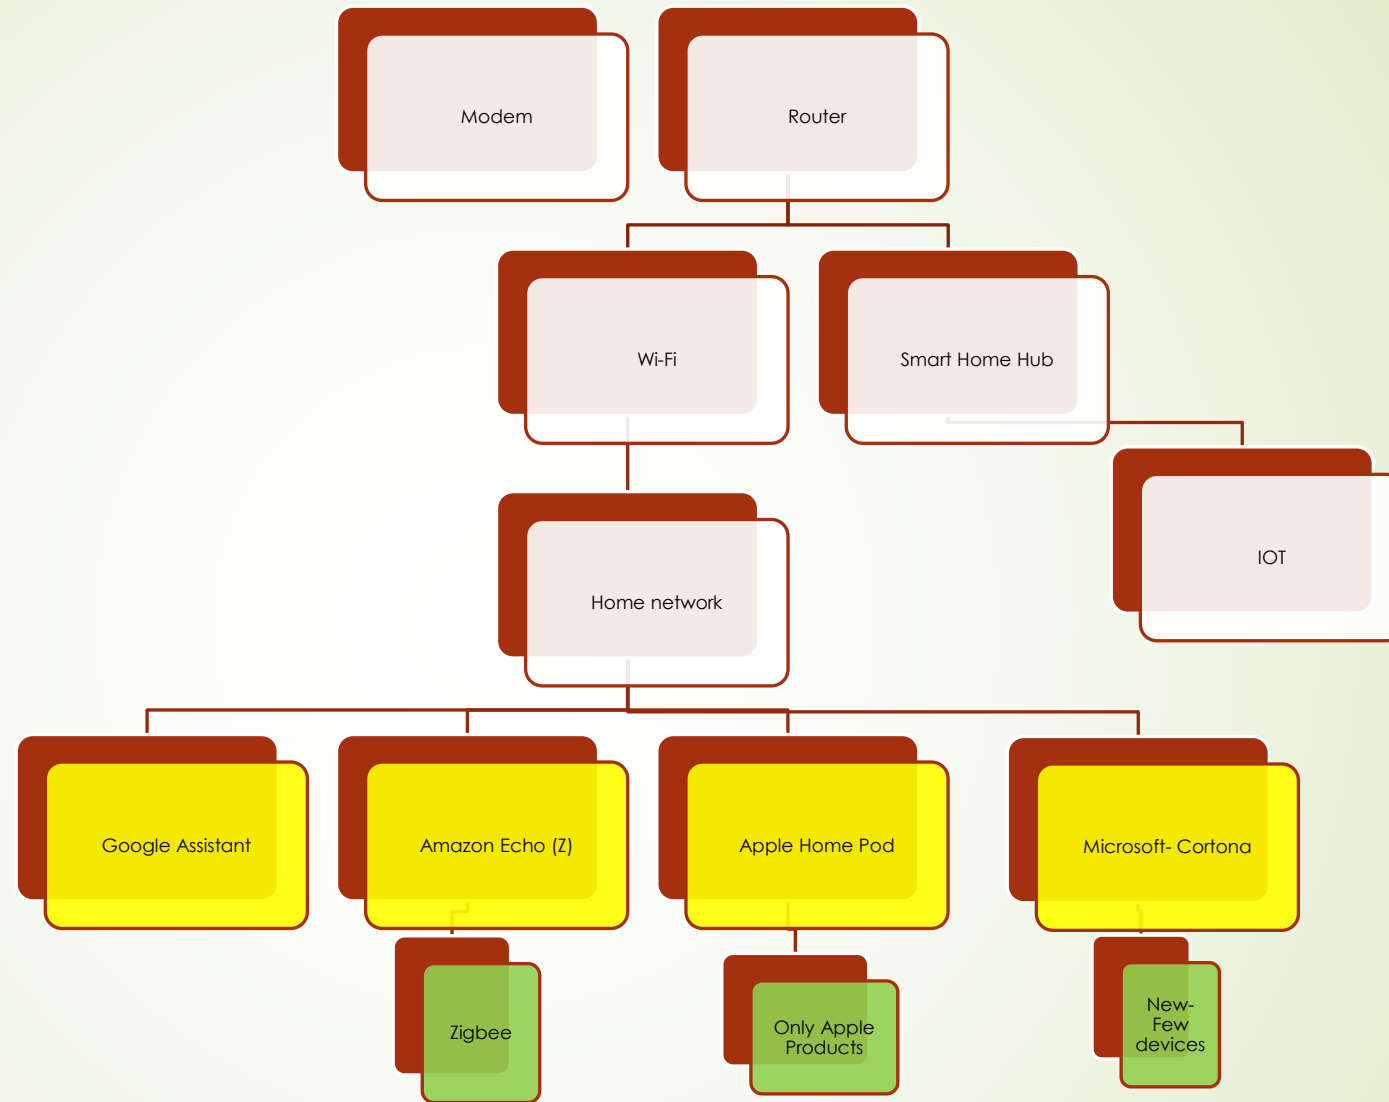 Modem
Router
Wi-Fi
Smart Home Hub
IOT
Home network
Google Assistant
Amazon Echo (Z)
Apple Home Pod
Microsoft- Cortona
Zigbee
Only Apple
Products
New-
Few
devices